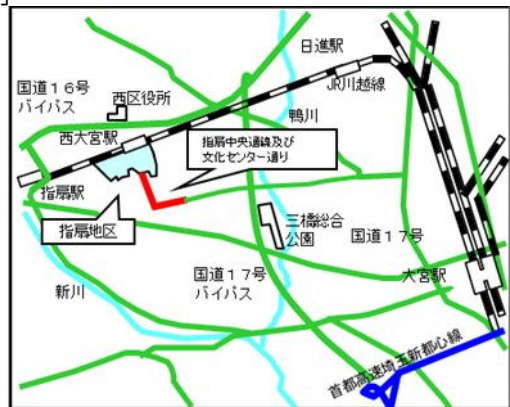 日進駅
JR川越線
国道16号
バイパス
西区役所
鴨川
西大宮駅
指扇中央通線及び
文化センター通り
指扇駅
指扇地区
三橋総合
公園
国道17号
大宮駅
新川
国道17号
バイパス
首都高速埼玉新都心線